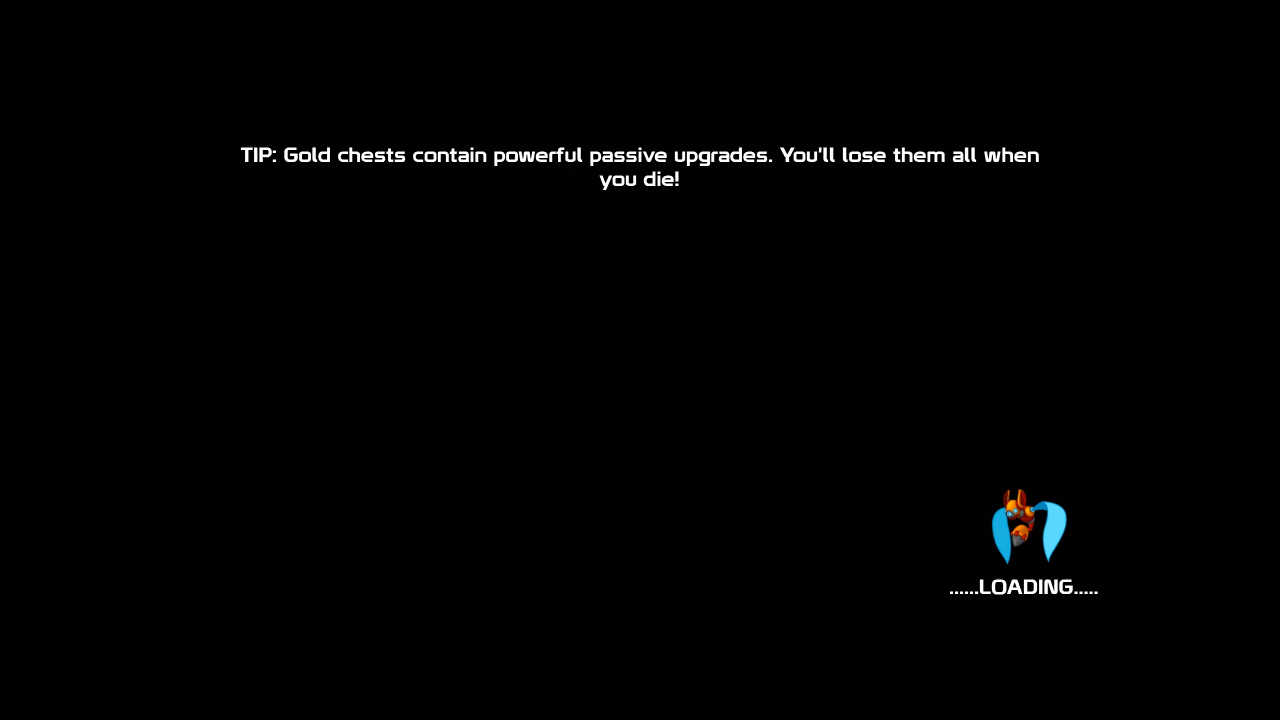 TIP: Gold chests contain powerful passive upgrades. You'll lose them all when
you die!
......LOADING.....